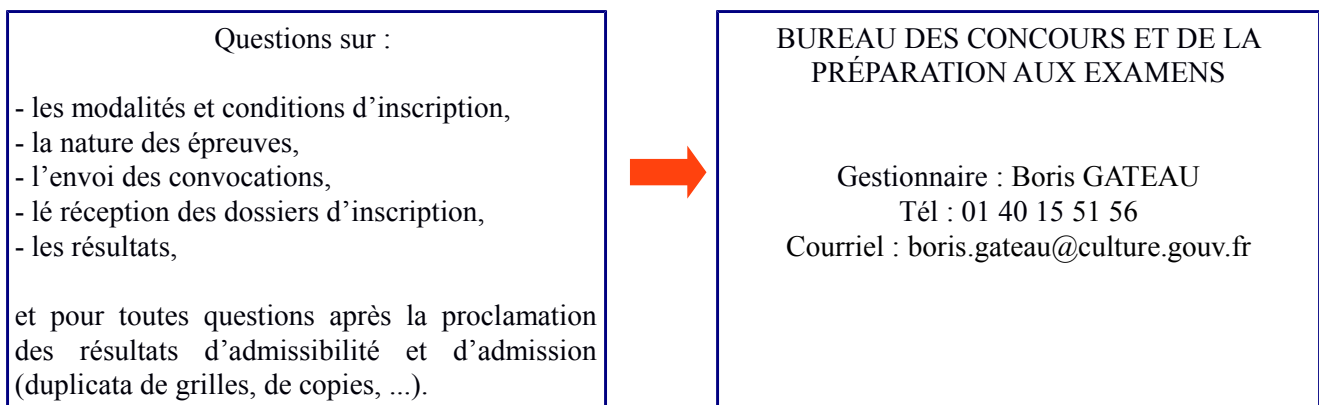 Questions sur :
- les modalités et conditions d’inscription,
- la nature des épreuves,
- l’envoi des convocations,
- lé réception des dossiers d’inscription,
- les résultats,
et pour toutes questions après la proclamation
des résultats d’admissibilité et d’admission
(duplicata de grilles, de copies, ...).
BUREAU DES CONCOURS ET DE LA
PRÉPARATION AUX EXAMENS
Gestionnaire : Boris GATEAU
Tél : 01 40 15 51 56
Courriel : boris.gateau@culture.gouv.fr